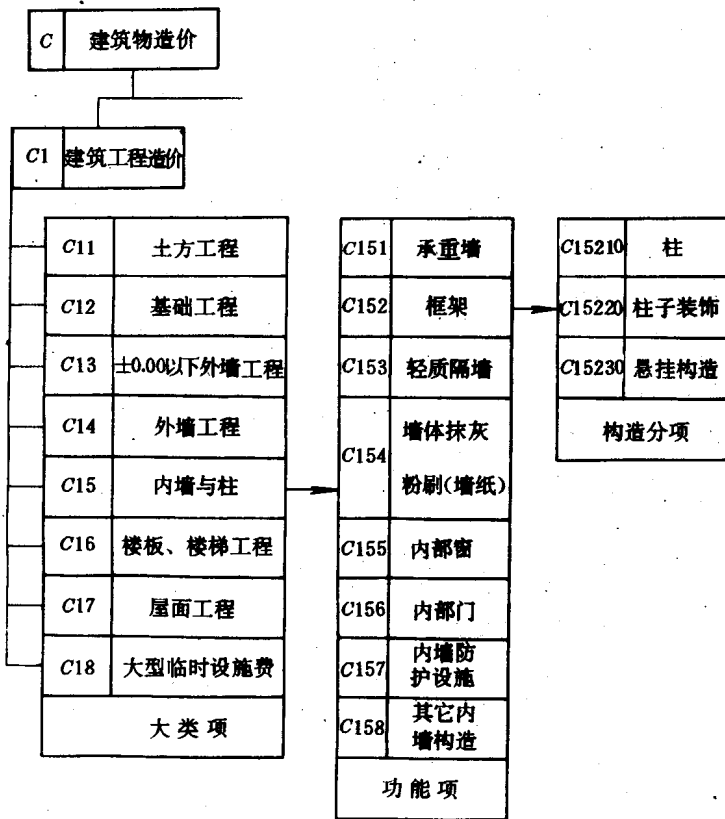 C 建筑物造价
C1 建筑工程造价
C11 土方工程
C12 基础工程
C13 ±0.00以下外墙工程
C14 外墙工程
C15 内墙与柱
C16 楼板、楼梯工程
C17 屋面工程
C18 大型临时设施费
大类项
C151 承重墙
C152 框架
C153 轻质隔墙
C154 墙体抹灰
粉刷(墙纸)
C155 内部窗
C156 内部门
C157 内墙防
护设施
C158 其它内
墙构造
功能项
C15210 柱
C15220 柱子装饰
C15230 悬挂构造
构造分项